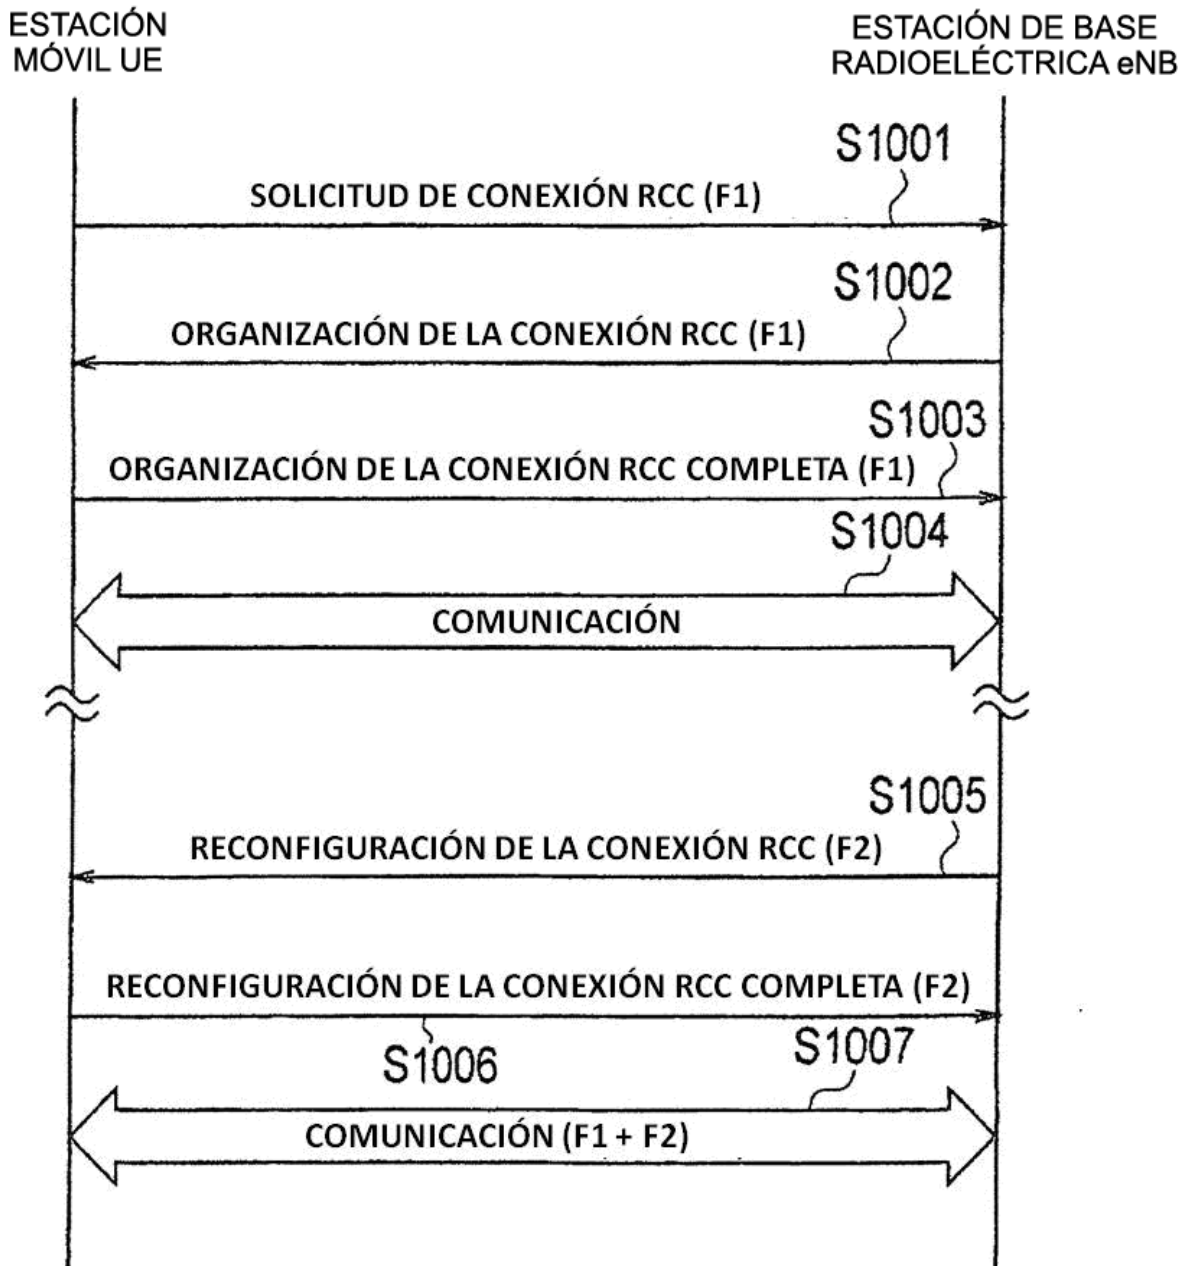 ESTACIÓN
MÓVIL UE
ESTACIÓN DE BASE
RADIOELÉCTRICA eNB
S1001
SOLICITUD DE CONEXIÓN RCC (F1)
S1002
ORGANIZACIÓN DE LA CONEXIÓN RCC (F1)
S1003
ORGANIZACIÓN DE LA CONEXIÓN RCC COMPLETA (F1)
S1004
COMUNICACIÓN
S1005
RECONFIGURACIÓN DE LA CONEXIÓN RCC (F2)
RECONFIGURACIÓN DE LA CONEXIÓN RCC COMPLETA (F2)
S1006
S1007
COMUNICACIÓN (F1 + F2)